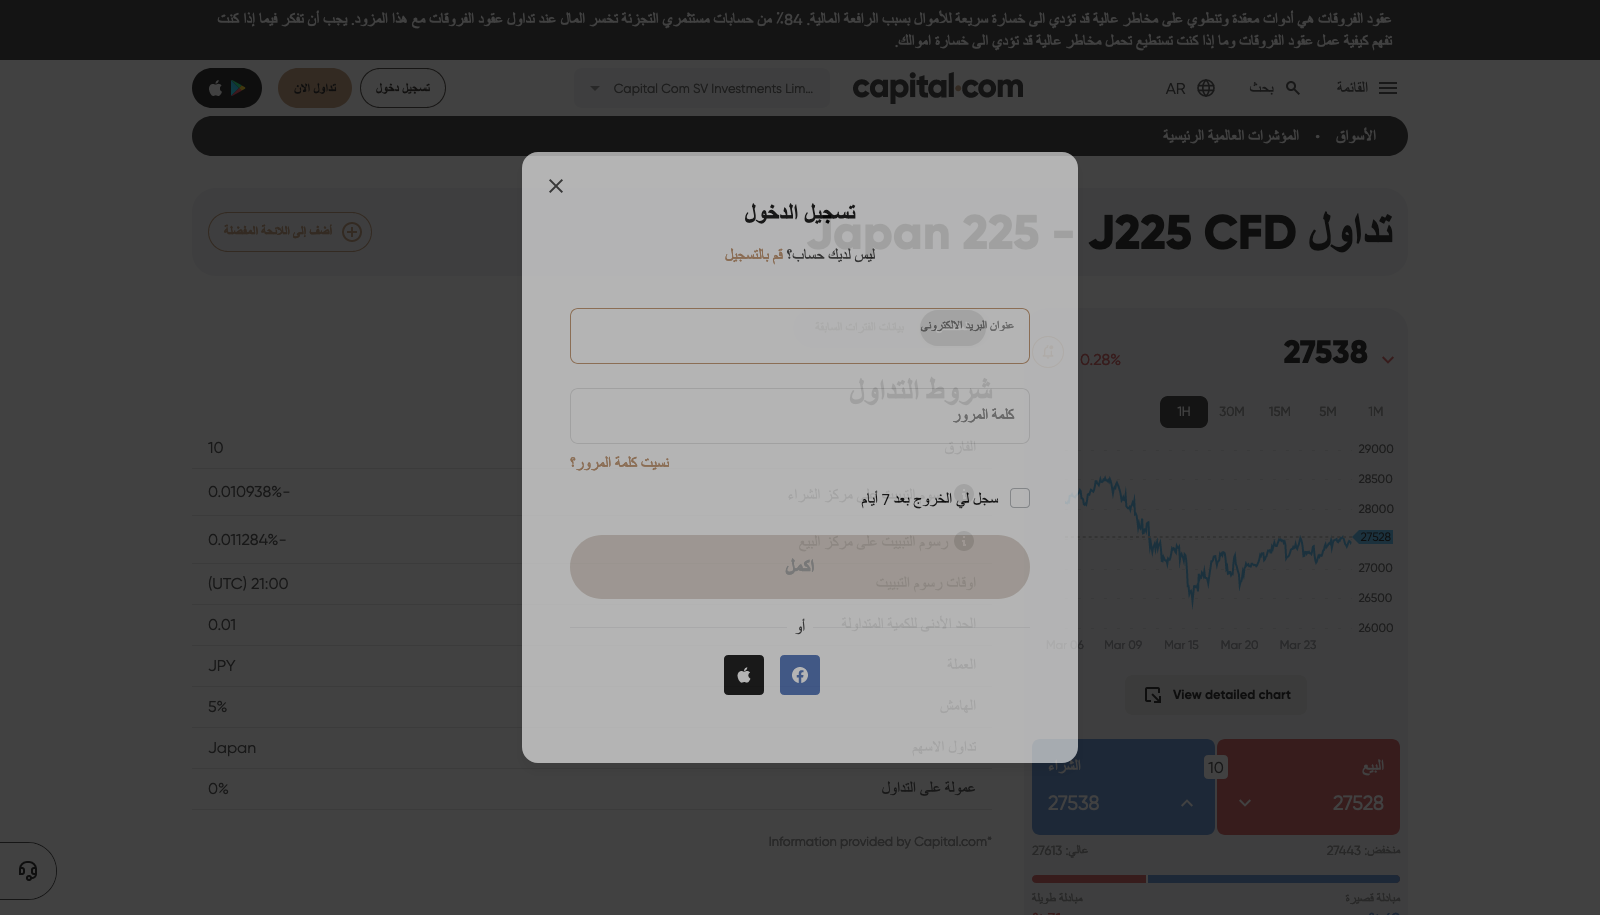 عقود الفروقات هي أدوات معقدة وتنطوي على مخاطر عالية قد تؤدي الى خسارة سريعة للأموال بسبب الرافعة المالية. 84٪ من حسابات مستثمري التجزئة تخسر المال عند تداول عقود الفروقات مع هذا المزود. يجب أن تفكر فيما إذا كنت
تفهم كيفية عمل عقود الفروقات وما إذا كنت تستطيع تحمل مخاطر عالية قد تؤدي الى خسارة اموالك.
القائمة
بحث
AR
capital.com
Capital Com SV Investments Lim...
تسجيل دخول
تداول الآن
الأسواق • المؤشرات العالمية الرئيسية
تداول Japan 225 - J225 CFD
أضف إلى اللائحة المفضلة
تسجيل الدخول
ليس لديك حساب؟ قم بالتسجيل
عنوان البريد الالكتروني
كلمة المرور
نسيت كلمة المرور؟
سجل لي الخروج بعد 7 أيام
اكمل
أو
27538
0.28%
1H 30M 15M 5M 1M
29000
28500
28000
27528
27000
26500
26000
Mar 06 Mar 09 Mar 15 Mar 20 Mar 23
View detailed chart
البيع
27528
10
الشراء
27538
منخفض: 27443
عالي: 27613
مبادلة قصيرة
مبادلة طويلة
بيانات الفترات السابقة
شروط التداول
الفارق
10
مركز الشراء
-0.010938%
رسوم التبييت على مركز البيع
-0.011284%
اوقات رسوم التبييت
21:00 (UTC)
الحد الأدنى للكمية المتداولة
0.01
العملة
JPY
الهامش
5%
تداول الاسهم
Japan
عمولة على التداول
0%
Information provided by Capital.com*